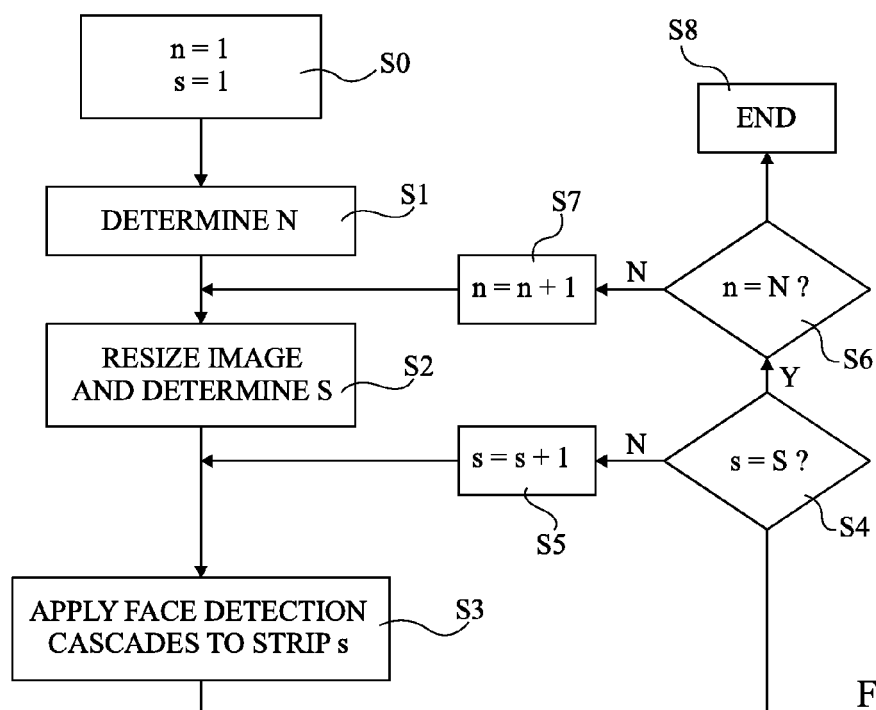 n = 1
s = 1
S0
DETERMINE N
S1
RESIZE IMAGE
AND DETERMINE S
S2
APPLY FACE DETECTION
CASCADES TO STRIP s
S3
s = S ?
S4
N
Y
s = s + 1
S5
n = N ?
S6
N
n = n + 1
S7
END
S8
F